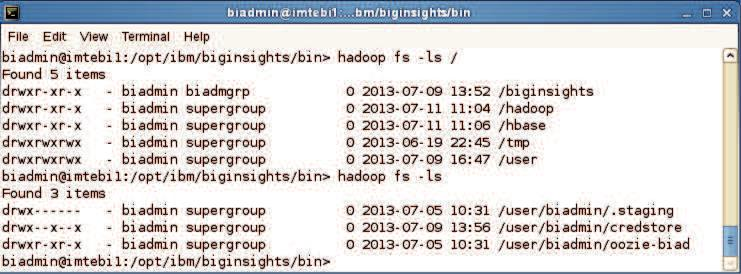 biadmin@imtebi1:...bm/biginsights/bin
File Edit View Terminal Help
biadmin@imtebi1:/opt/ibm/biginsights/bin> hadoop fs -ls /
Found 5 items
drwxr-xr-x   - biadmin biadmgrp            0 2013-07-09 13:52 /biginsights
drwxr-xr-x   - biadmin supergroup          0 2013-07-11 11:04 /hadoop
drwxr-xr-x   - biadmin supergroup          0 2013-07-11 11:06 /hbase
drwxrwxrwx   - biadmin supergroup          0 2013-06-19 22:45 /tmp
drwxrwxrwx   - biadmin supergroup          0 2013-07-09 16:47 /user
biadmin@imtebi1:/opt/ibm/biginsights/bin> hadoop fs -ls
Found 3 items
drwx------   - biadmin supergroup          0 2013-07-05 10:31 /user/biadmin/.staging
drwx--x--x   - biadmin supergroup          0 2013-07-09 13:56 /user/biadmin/credstore
drwxr-xr-x   - biadmin supergroup          0 2013-07-05 10:31 /user/biadmin/oozie-biad
biadmin@imtebi1:/opt/ibm/biginsights/bin>